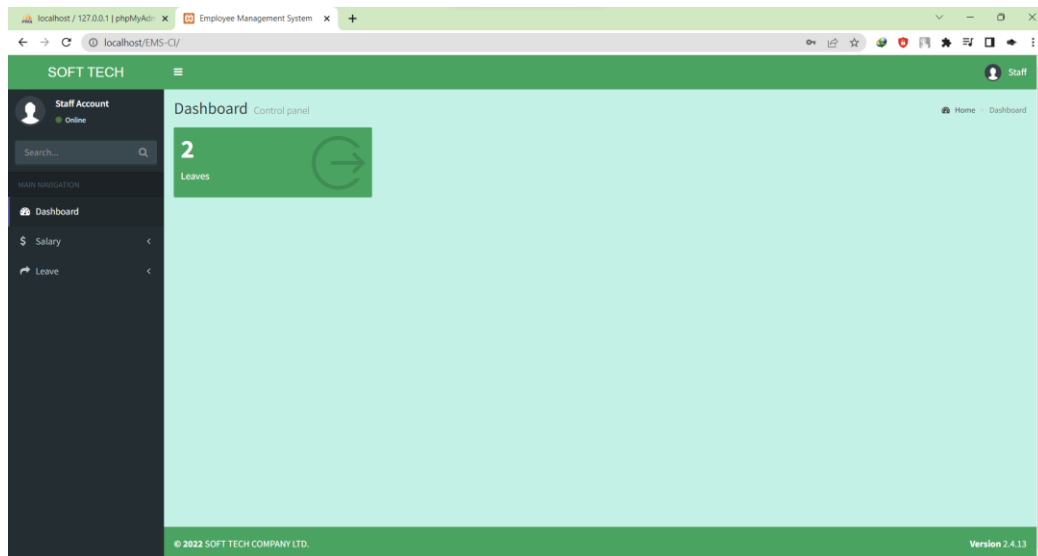 localhost / 127.0.0.1 | phpMyAdm
Employee Management System
localhost/EMS-CI/
SOFT TECH
Staff
Staff Account
Online
Dashboard Control panel
Home Dashboard
Search...
2
Leaves
MAIN NAVIGATION
Dashboard
$ Salary
Leave
© 2022 SOFT TECH COMPANY LTD.
Version 2.4.13